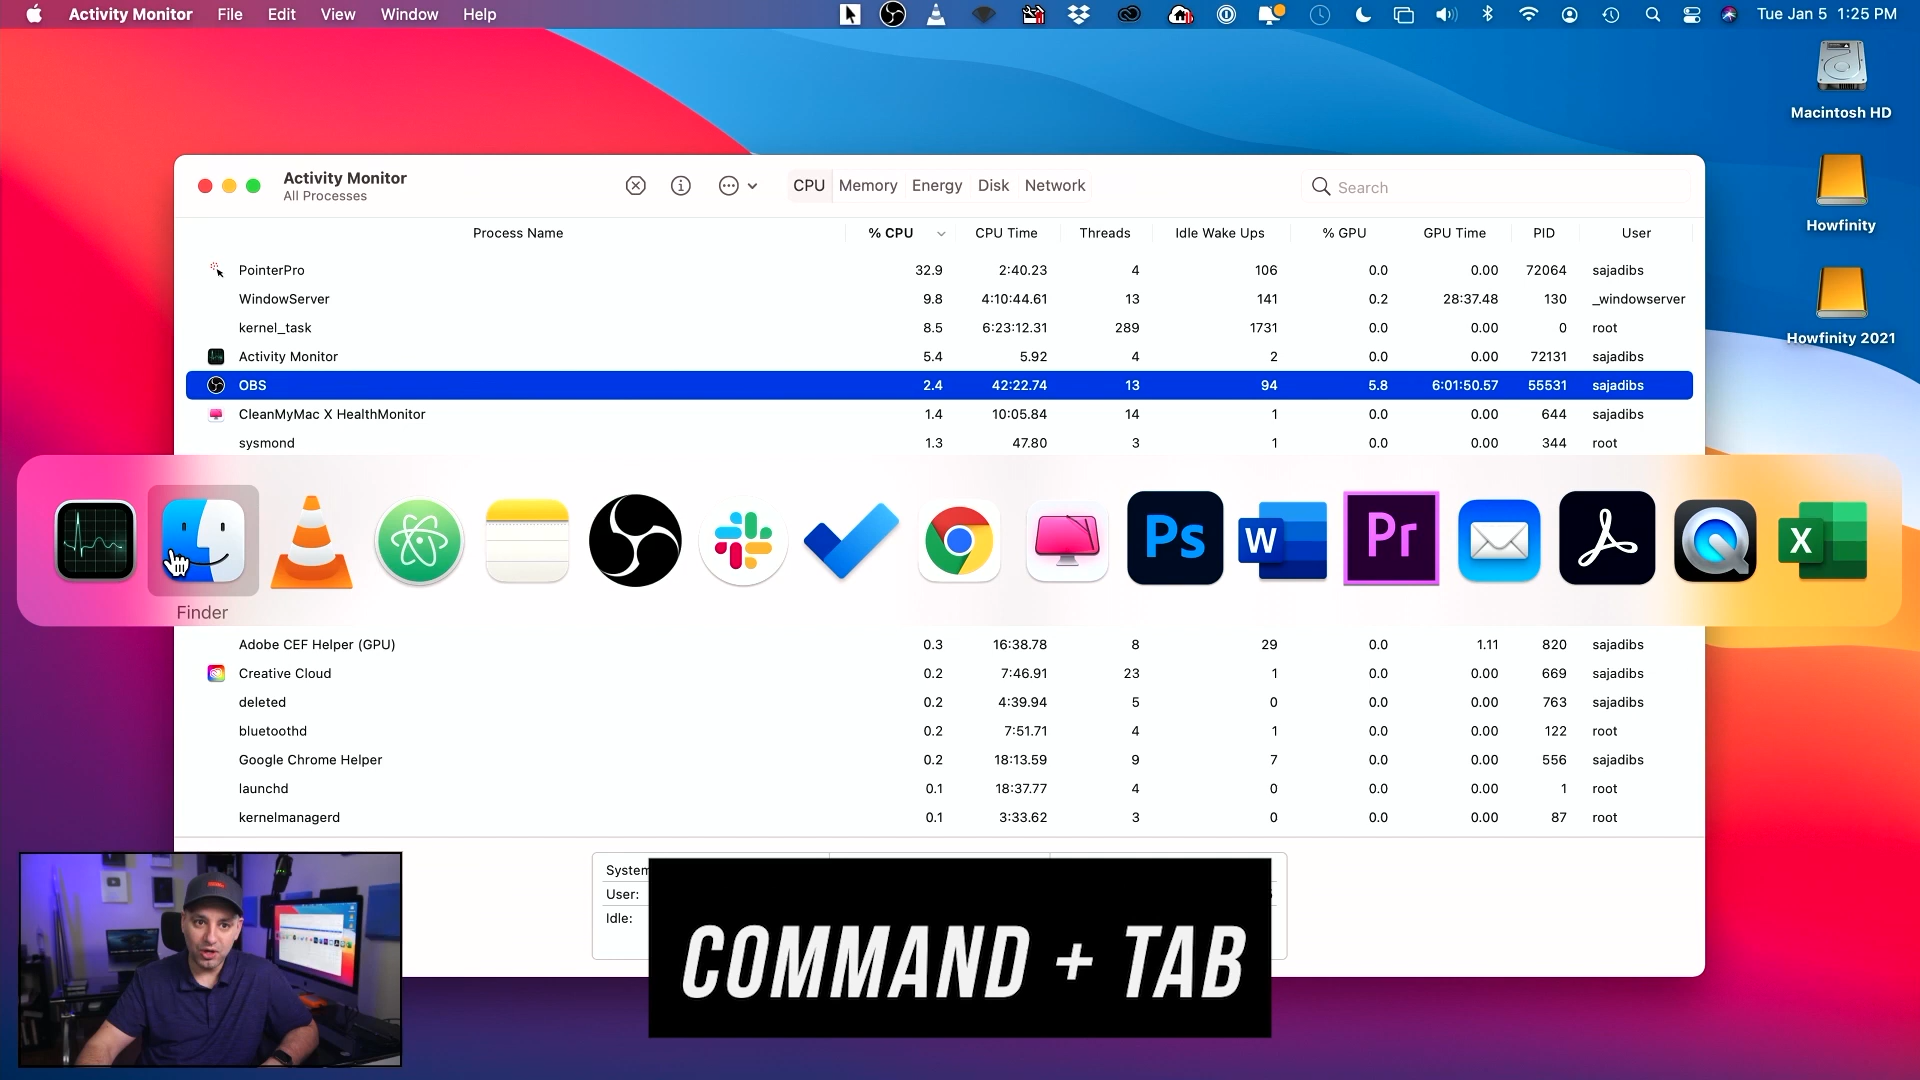 Activity Monitor File Edit View Window Help Tue Jan 5 1:25 PM
Macintosh HD
Howfinity
Howfinity 2021
Activity Monitor
All Processes
CPU Memory Energy Disk Network
Search
Process Name % CPU CPU Time Threads Idle Wake Ups % GPU GPU Time PID User
PointerPro 32.9 2:40.23 4 106 0.0 0.00 72064 sajadibs
WindowServer 9.8 4:10:44.61 13 141 0.2 28:37.48 130 _windowserver
kernel_task 8.5 6:23:12.31 289 1731 0.0 0.00 0 root
Activity Monitor 5.4 5.92 4 2 0.0 0.00 72131 sajadibs
OBS 2.4 42:22.74 13 94 5.8 6:01:50.57 55531 sajadibs
CleanMyMac X HealthMonitor 1.4 10:05.84 14 1 0.0 0.00 644 sajadibs
sysmond 1.3 47.80 3 1 0.0 0.00 344 root
Ps W Pr X
Finder
Adobe CEF Helper (GPU) 0.3 16:38.78 8 29 0.0 1.11 820 sajadibs
Creative Cloud 0.2 7:46.91 23 1 0.0 0.00 669 sajadibs
deleted 0.2 4:39.94 5 0 0.0 0.00 763 sajadibs
bluetoothd 0.2 7:51.71 4 1 0.0 0.00 122 root
Google Chrome Helper 0.2 18:13.59 9 7 0.0 0.00 556 sajadibs
launchd 0.1 18:37.77 4 0 0.0 0.00 1 root
kernelmanagerd 0.1 3:33.62 3 0 0.0 0.00 87 root
System
User:
Idle:
COMMAND + TAB